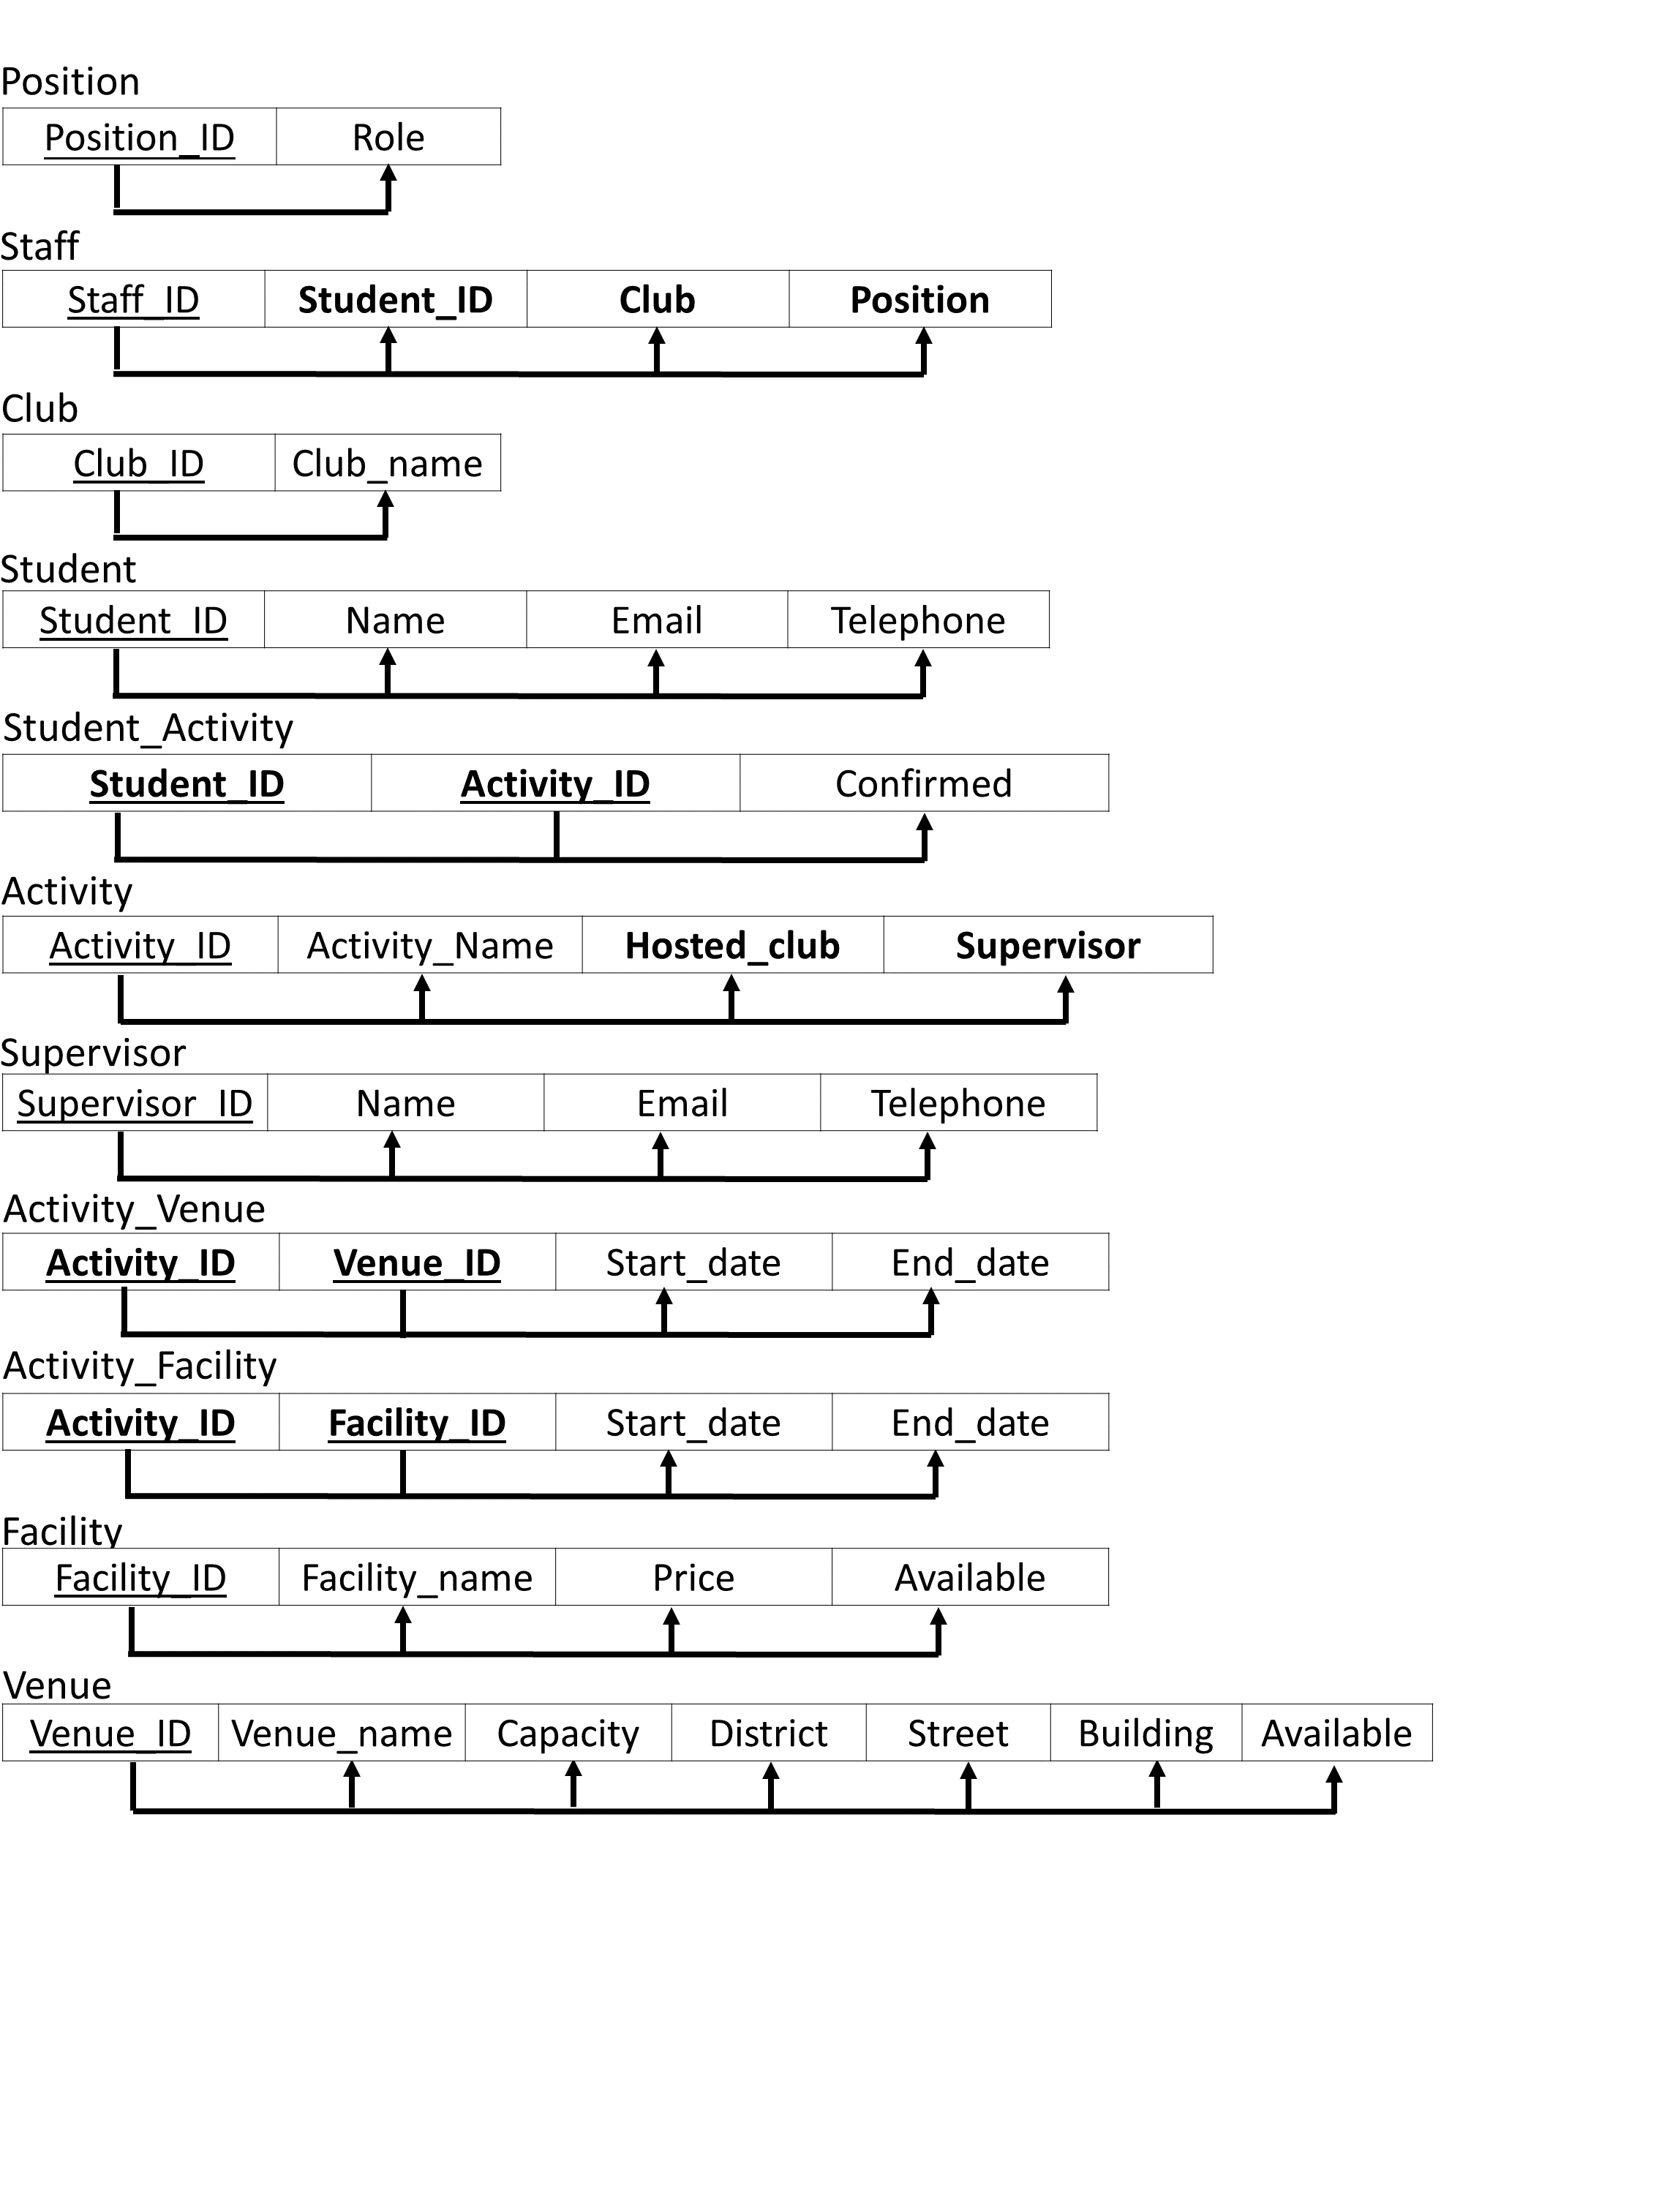 Position
Position_ID Role
Staff
Staff_ID Student_ID Club Position
Club
Club_ID Club_name
Student
Student_ID Name Email Telephone
Student_Activity
Student_ID Activity_ID Confirmed
Activity
Activity_ID Activity_Name Hosted_club Supervisor
Supervisor
Supervisor_ID Name Email Telephone
Activity_Venue
Activity_ID Venue_ID Start_date End_date
Activity_Facility
Activity_ID Facility_ID Start_date End_date
Facility
Facility_ID Facility_name Price Available
Venue
Venue_ID Venue_name Capacity District Street Building Available